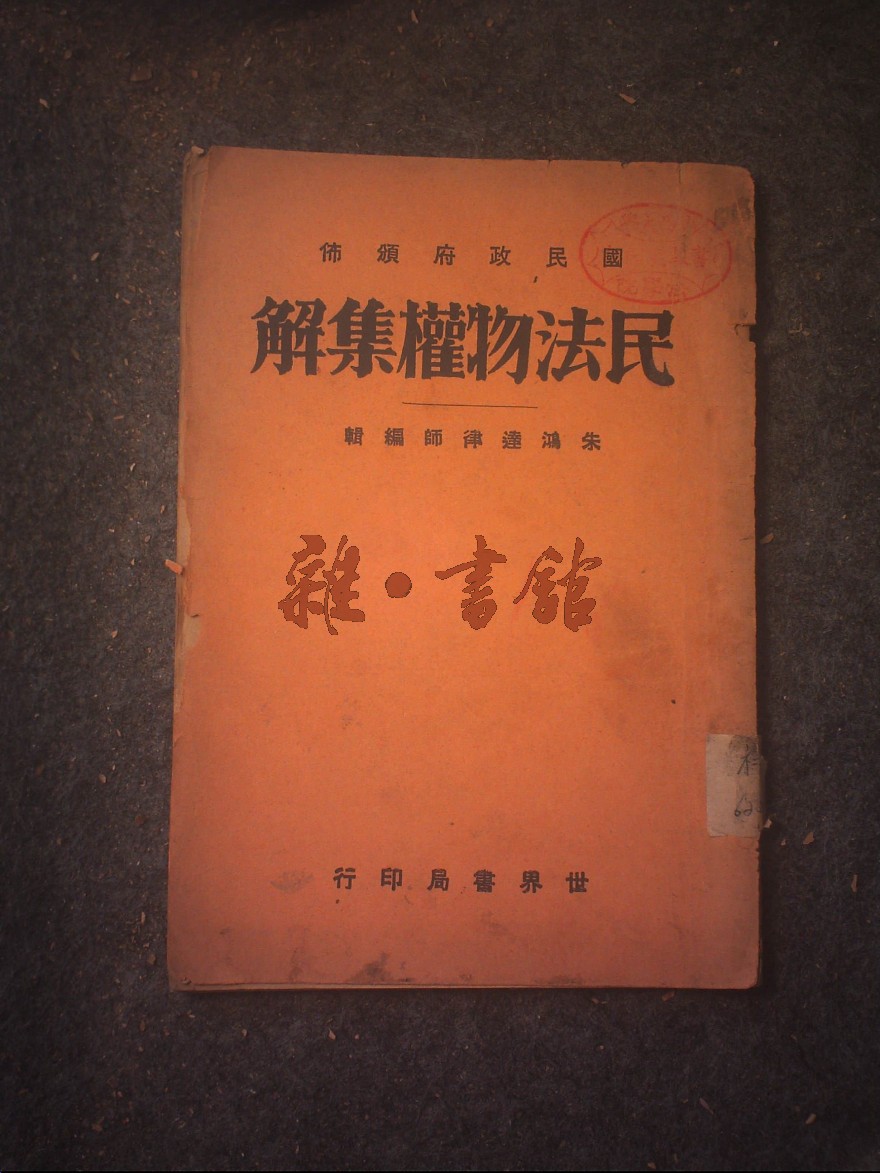 國民政府頒佈
民法物權集解
朱鴻達律師編輯
雜·書館
世界書局印行